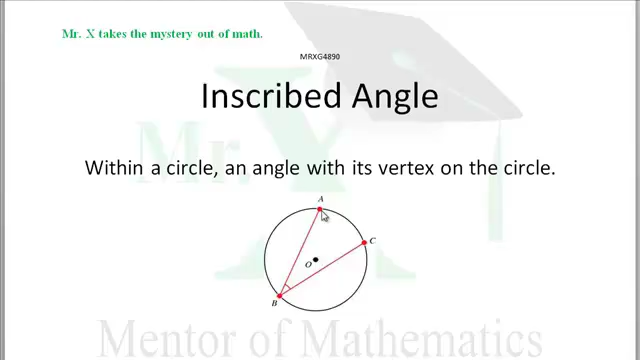 Mr. X takes the mystery out of math.
MRXG4890
Inscribed Angle
Within a circle, an angle with its vertex on the circle.
A
C
O
B
Mr. X
Mentor of Mathematics